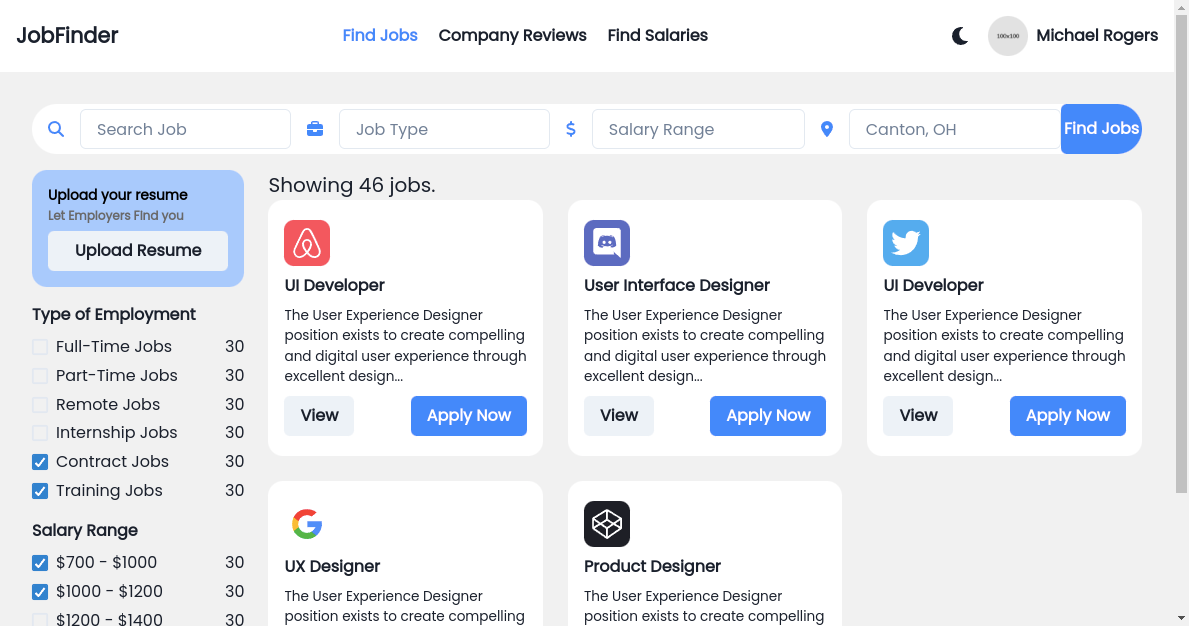 JobFinder
Find Jobs
Company Reviews
Find Salaries
100x100
Michael Rogers
Search Job
Job Type
$
Salary Range
Canton, OH
Find Jobs
Upload your resume
Let Employers Find you
Upload Resume
Type of Employment
Full-Time Jobs 30
Part-Time Jobs 30
Remote Jobs 30
Internship Jobs 30
Contract Jobs 30
Training Jobs 30
Salary Range
$700 - $1000 30
$1000 - $1200 30
$1200 - $1400 30
Showing 46 jobs.
UI Developer
The User Experience Designer
position exists to create compelling
and digital user experience through
excellent design...
View
Apply Now
User Interface Designer
The User Experience Designer
position exists to create compelling
and digital user experience through
excellent design...
View
Apply Now
UI Developer
The User Experience Designer
position exists to create compelling
and digital user experience through
excellent design...
View
Apply Now
UX Designer
The User Experience Designer
position exists to create compelling
Product Designer
The User Experience Designer
position exists to create compelling